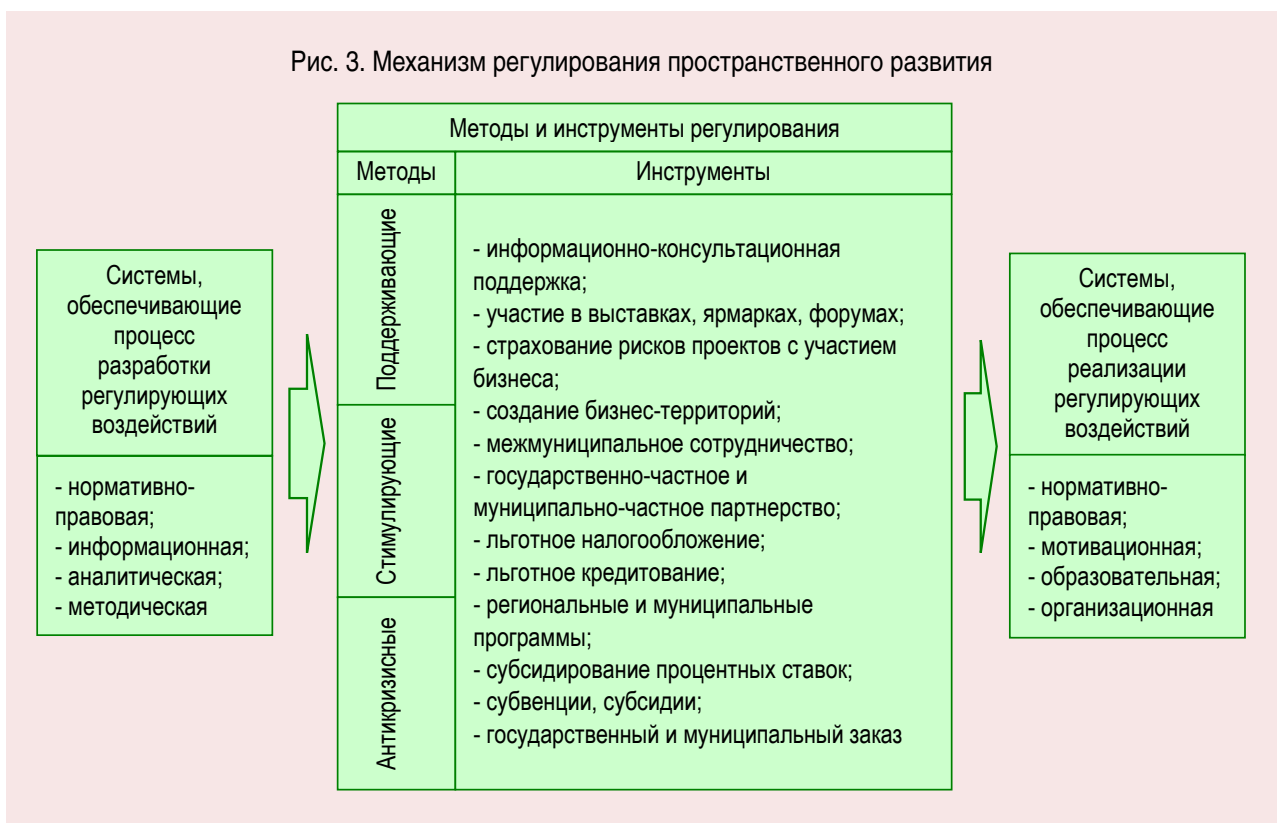 Рис. 3. Механизм регулирования пространственного развития
Системы,
обеспечивающие
процесс
разработки
регулирующих
воздействий
- нормативно-
правовая;
- информационная;
- аналитическая;
- методическая
Методы и инструменты регулирования
Методы
Инструменты
Поддерживающие
Стимулирующие
Антикризисные
- информационно-консультационная
поддержка;
- участие в выставках, ярмарках, форумах;
- страхование рисков проектов с участием
бизнеса;
- создание бизнес-территорий;
- межмуниципальное сотрудничество;
- государственно-частное и
муниципально-частное партнерство;
- льготное налогообложение;
- льготное кредитование;
- региональные и муниципальные
программы;
- субсидирование процентных ставок;
- субвенции, субсидии;
- государственный и муниципальный заказ
Системы,
обеспечивающие
процесс
реализации
регулирующих
воздействий
- нормативно-
правовая;
- мотивационная;
- образовательная;
- организационная